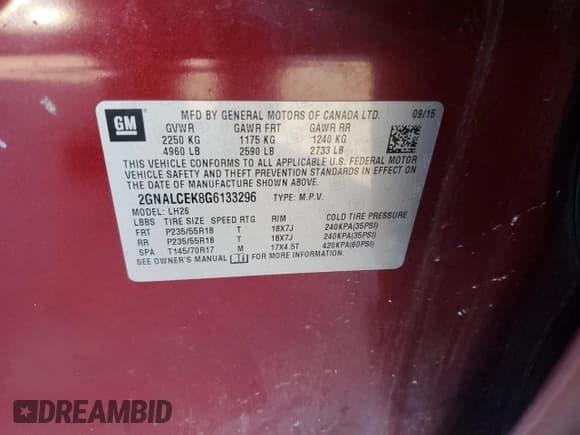 GM
MFD BY GENERAL MOTORS OF CANADA LTD. 09/15
GVWR GAWR FRT GAWR RR
2250 KG 1175 KG 1240 KG
4960 LB 2590 LB 2733 LB
THIS VEHICLE CONFORMS TO ALL APPLICABLE U.S. FEDERAL MOTOR
VEHICLE SAFETY AND THEFT PREVENTION STANDARDS IN EFFECT ON
THE DATE OF MANUFACTURE SHOWN ABOVE.
2GNALCEK8G6133296 TYPE: M.P.V.
MODEL: LH26
LBBS TIRE SIZE SPEED RTG RIM COLD TIRE PRESSURE
FRT P235/55R18 T 18X7J 240KPA(35PSI)
RR P235/55R18 T 18X7J 240KPA(35PSI)
SPA T145/70R17 M 17X4.5T 420KPA(60PSI)
SEE OWNER'S MANUAL FOR MORE INFORMATION.
DREAMBID